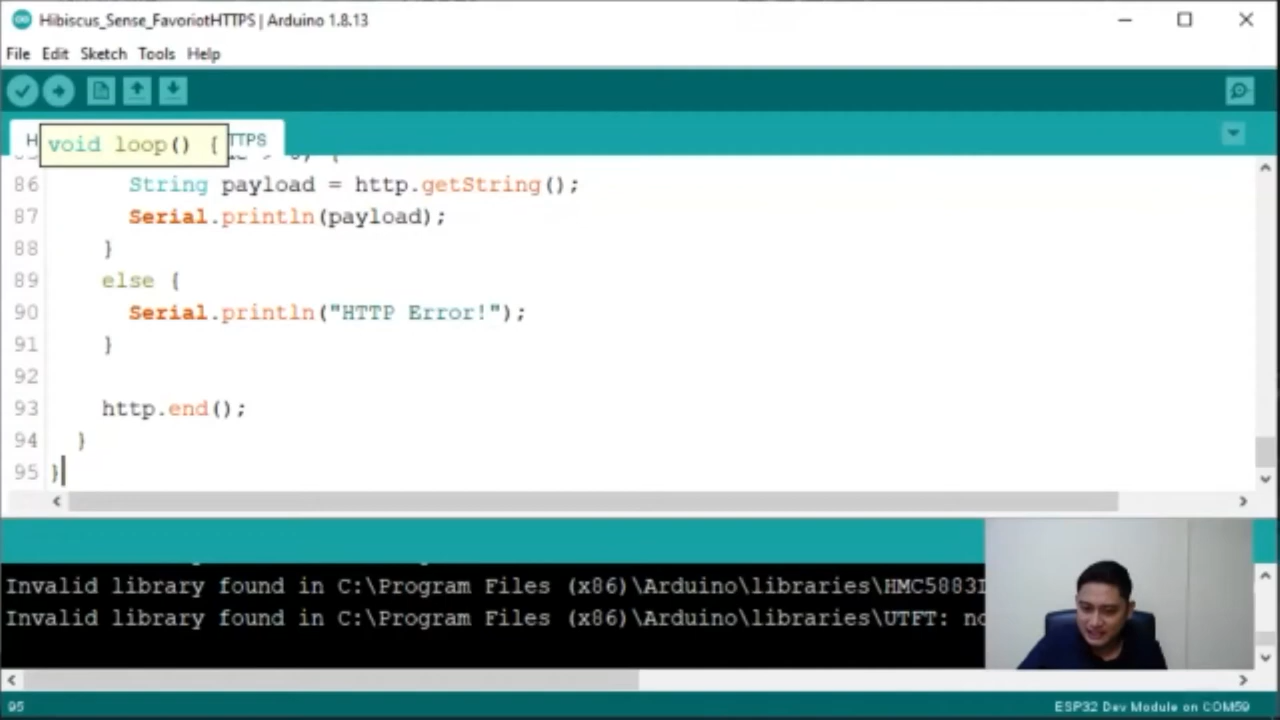 Hibiscus_Sense_FavoriotHTTPS | Arduino 1.8.13
File Edit Sketch Tools Help
H TTPS
void loop() {
86 String payload = http.getString();
87 Serial.println(payload);
88 }
89 else {
90 Serial.println("HTTP Error!");
91 }
92
93 http.end();
94 }
95 }
Invalid library found in C:\Program Files (x86)\Arduino\libraries\HMC5883
Invalid library found in C:\Program Files (x86)\Arduino\libraries\UTFT: no
95 ESP32 Dev Module on COM59